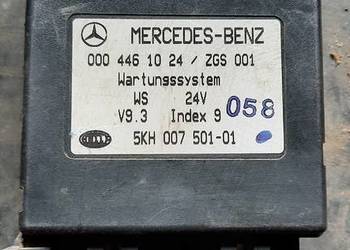 MERCEDES-BENZ
000 446 10 24 / ZGS 001
Wartungssystem
WS 24V
V9.3 Index 9 058
HELLA 5KH 007 501-01